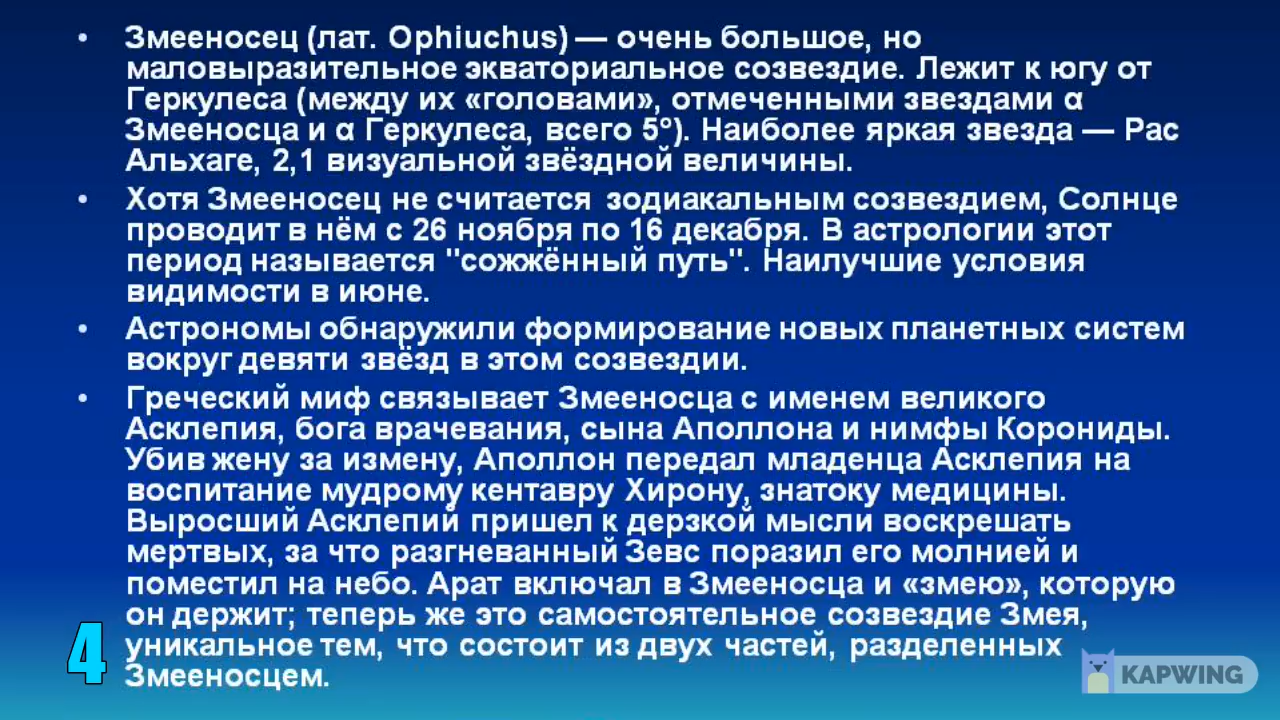 • Змееносец (лат. Ophiuchus) — очень большое, но
маловыразительное экваториальное созвездие. Лежит к югу от
Геркулеса (между их «головами», отмеченными звездами α
Змееносца и α Геркулеса, всего 5°). Наиболее яркая звезда — Рас
Альхаге, 2,1 визуальной звёздной величины.
• Хотя Змееносец не считается зодиакальным созвездием, Солнце
проводит в нём с 26 ноября по 16 декабря. В астрологии этот
период называется "сожжённый путь". Наилучшие условия
видимости в июне.
• Астрономы обнаружили формирование новых планетных систем
вокруг девяти звёзд в этом созвездии.
• Греческий миф связывает Змееносца с именем великого
Асклепия, бога врачевания, сына Аполлона и нимфы Корониды.
Убив жену за измену, Аполлон передал младенца Асклепия на
воспитание мудрому кентавру Хирону, знатоку медицины.
Выросший Асклепий пришел к дерзкой мысли воскрешать
мертвых, за что разгневанный Зевс поразил его молнией и
поместил на небо. Арат включал в Змееносца и «змею», которую
он держит; теперь же это самостоятельное созвездие Змея,
уникальное тем, что состоит из двух частей, разделенных
Змееносцем.
4
KAPWING